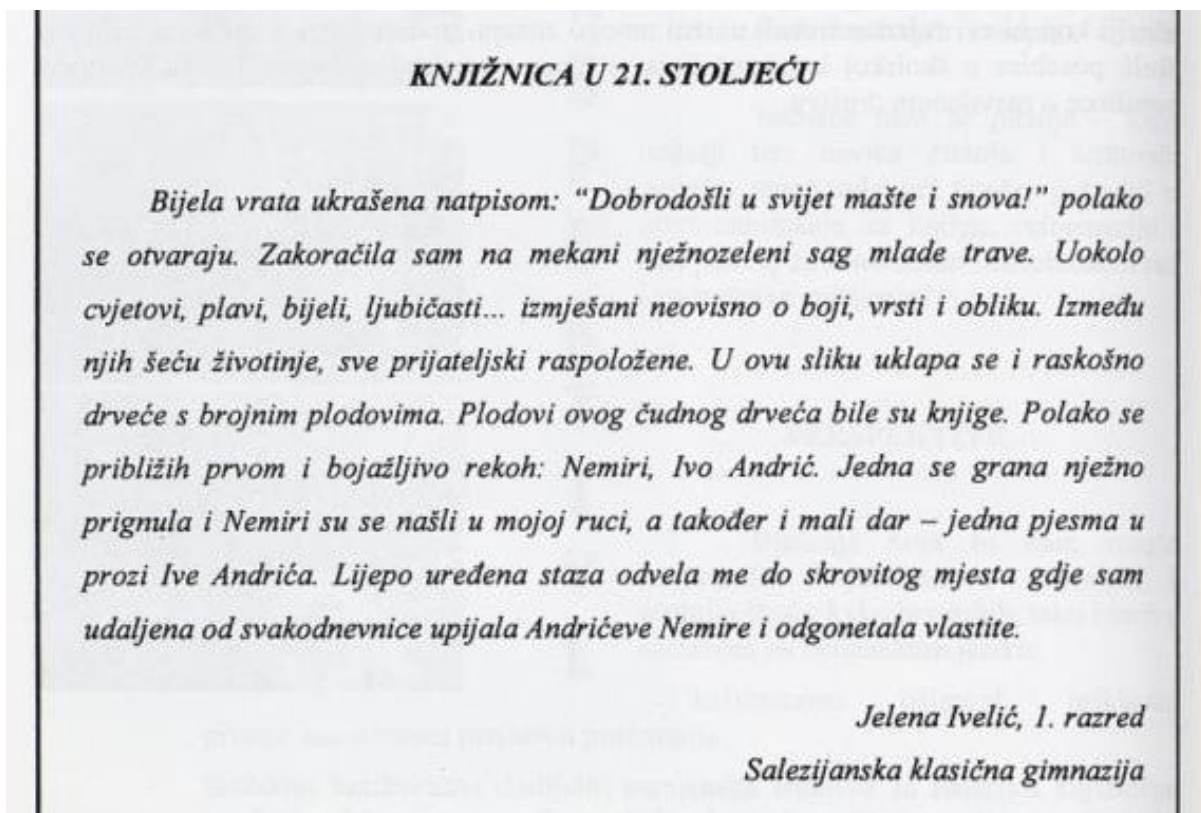 KNJIŽNICA U 21. STOLJEĆU
Bijela vrata ukrašena natpisom: “Dobrodošli u svijet mašte i snova!” polako
se otvaraju. Zakoračila sam na mekani nježnozeleni sag mlade trave. Uokolo
cvjetovi, plavi, bijeli, ljubičasti... izmješani neovisno o boji, vrsti i obliku. Između
njih šeću životinje, sve prijateljski raspoložene. U ovu sliku uklapa se i raskošno
drveće s brojnim plodovima. Plodovi ovog čudnog drveća bile su knjige. Polako se
približih prvom i bojažljivo rekoh: Nemiri, Ivo Andrić. Jedna se grana nježno
prignula i Nemiri su se našli u mojoj ruci, a također i mali dar – jedna pjesma u
prozi Ive Andrića. Lijepo uređena staza odvela me do skrovitog mjesta gdje sam
udaljena od svakodnevnice upijala Andrićeve Nemire i odgonetala vlastite.
Jelena Ivelić, 1. razred
Salezijanska klasična gimnazija